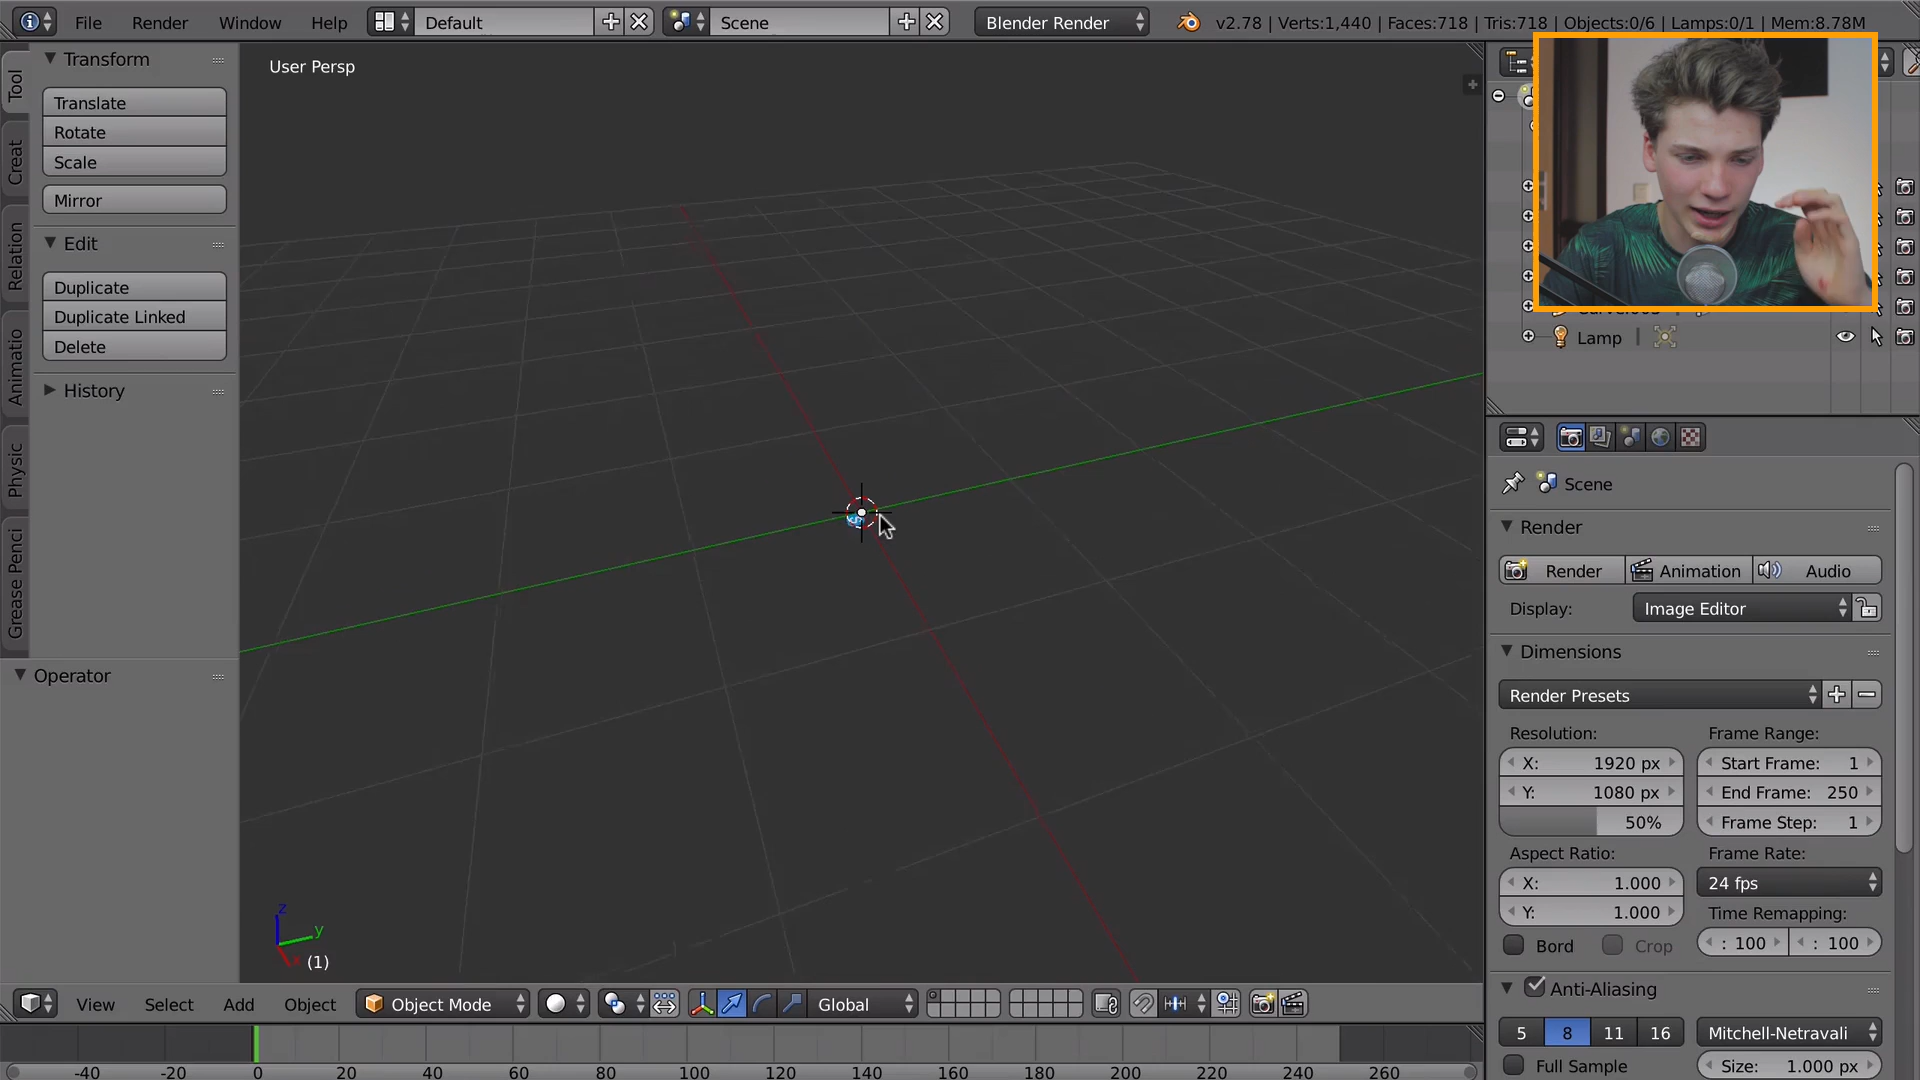 File Render Window Help Default Scene Blender Render v2.78 | Verts:1,440 | Faces:718 | Tris:718 | Objects:0/6 | Lamps:0/1 | Mem:8.78M
Tool
Creat
Relation
Animatio
Physic
Grease Penci
Transform
Translate
Rotate
Scale
Mirror
Edit
Duplicate
Duplicate Linked
Delete
History
Operator
User Persp
z
y
x
(1)
Lamp
Scene
Render
Render Animation Audio
Display: Image Editor
Dimensions
Render Presets
Resolution: Frame Range:
X: 1920 px Start Frame: 1
Y: 1080 px End Frame: 250
50% Frame Step: 1
Aspect Ratio: Frame Rate:
X: 1.000 24 fps
Y: 1.000 Time Remapping:
Bord Crop : 100 : 100
Anti-Aliasing
5 8 11 16 Mitchell-Netravali
Full Sample Size: 1.000 px
View Select Add Object Object Mode Global
-40 -20 0 20 40 60 80 100 120 140 160 180 200 220 240 260